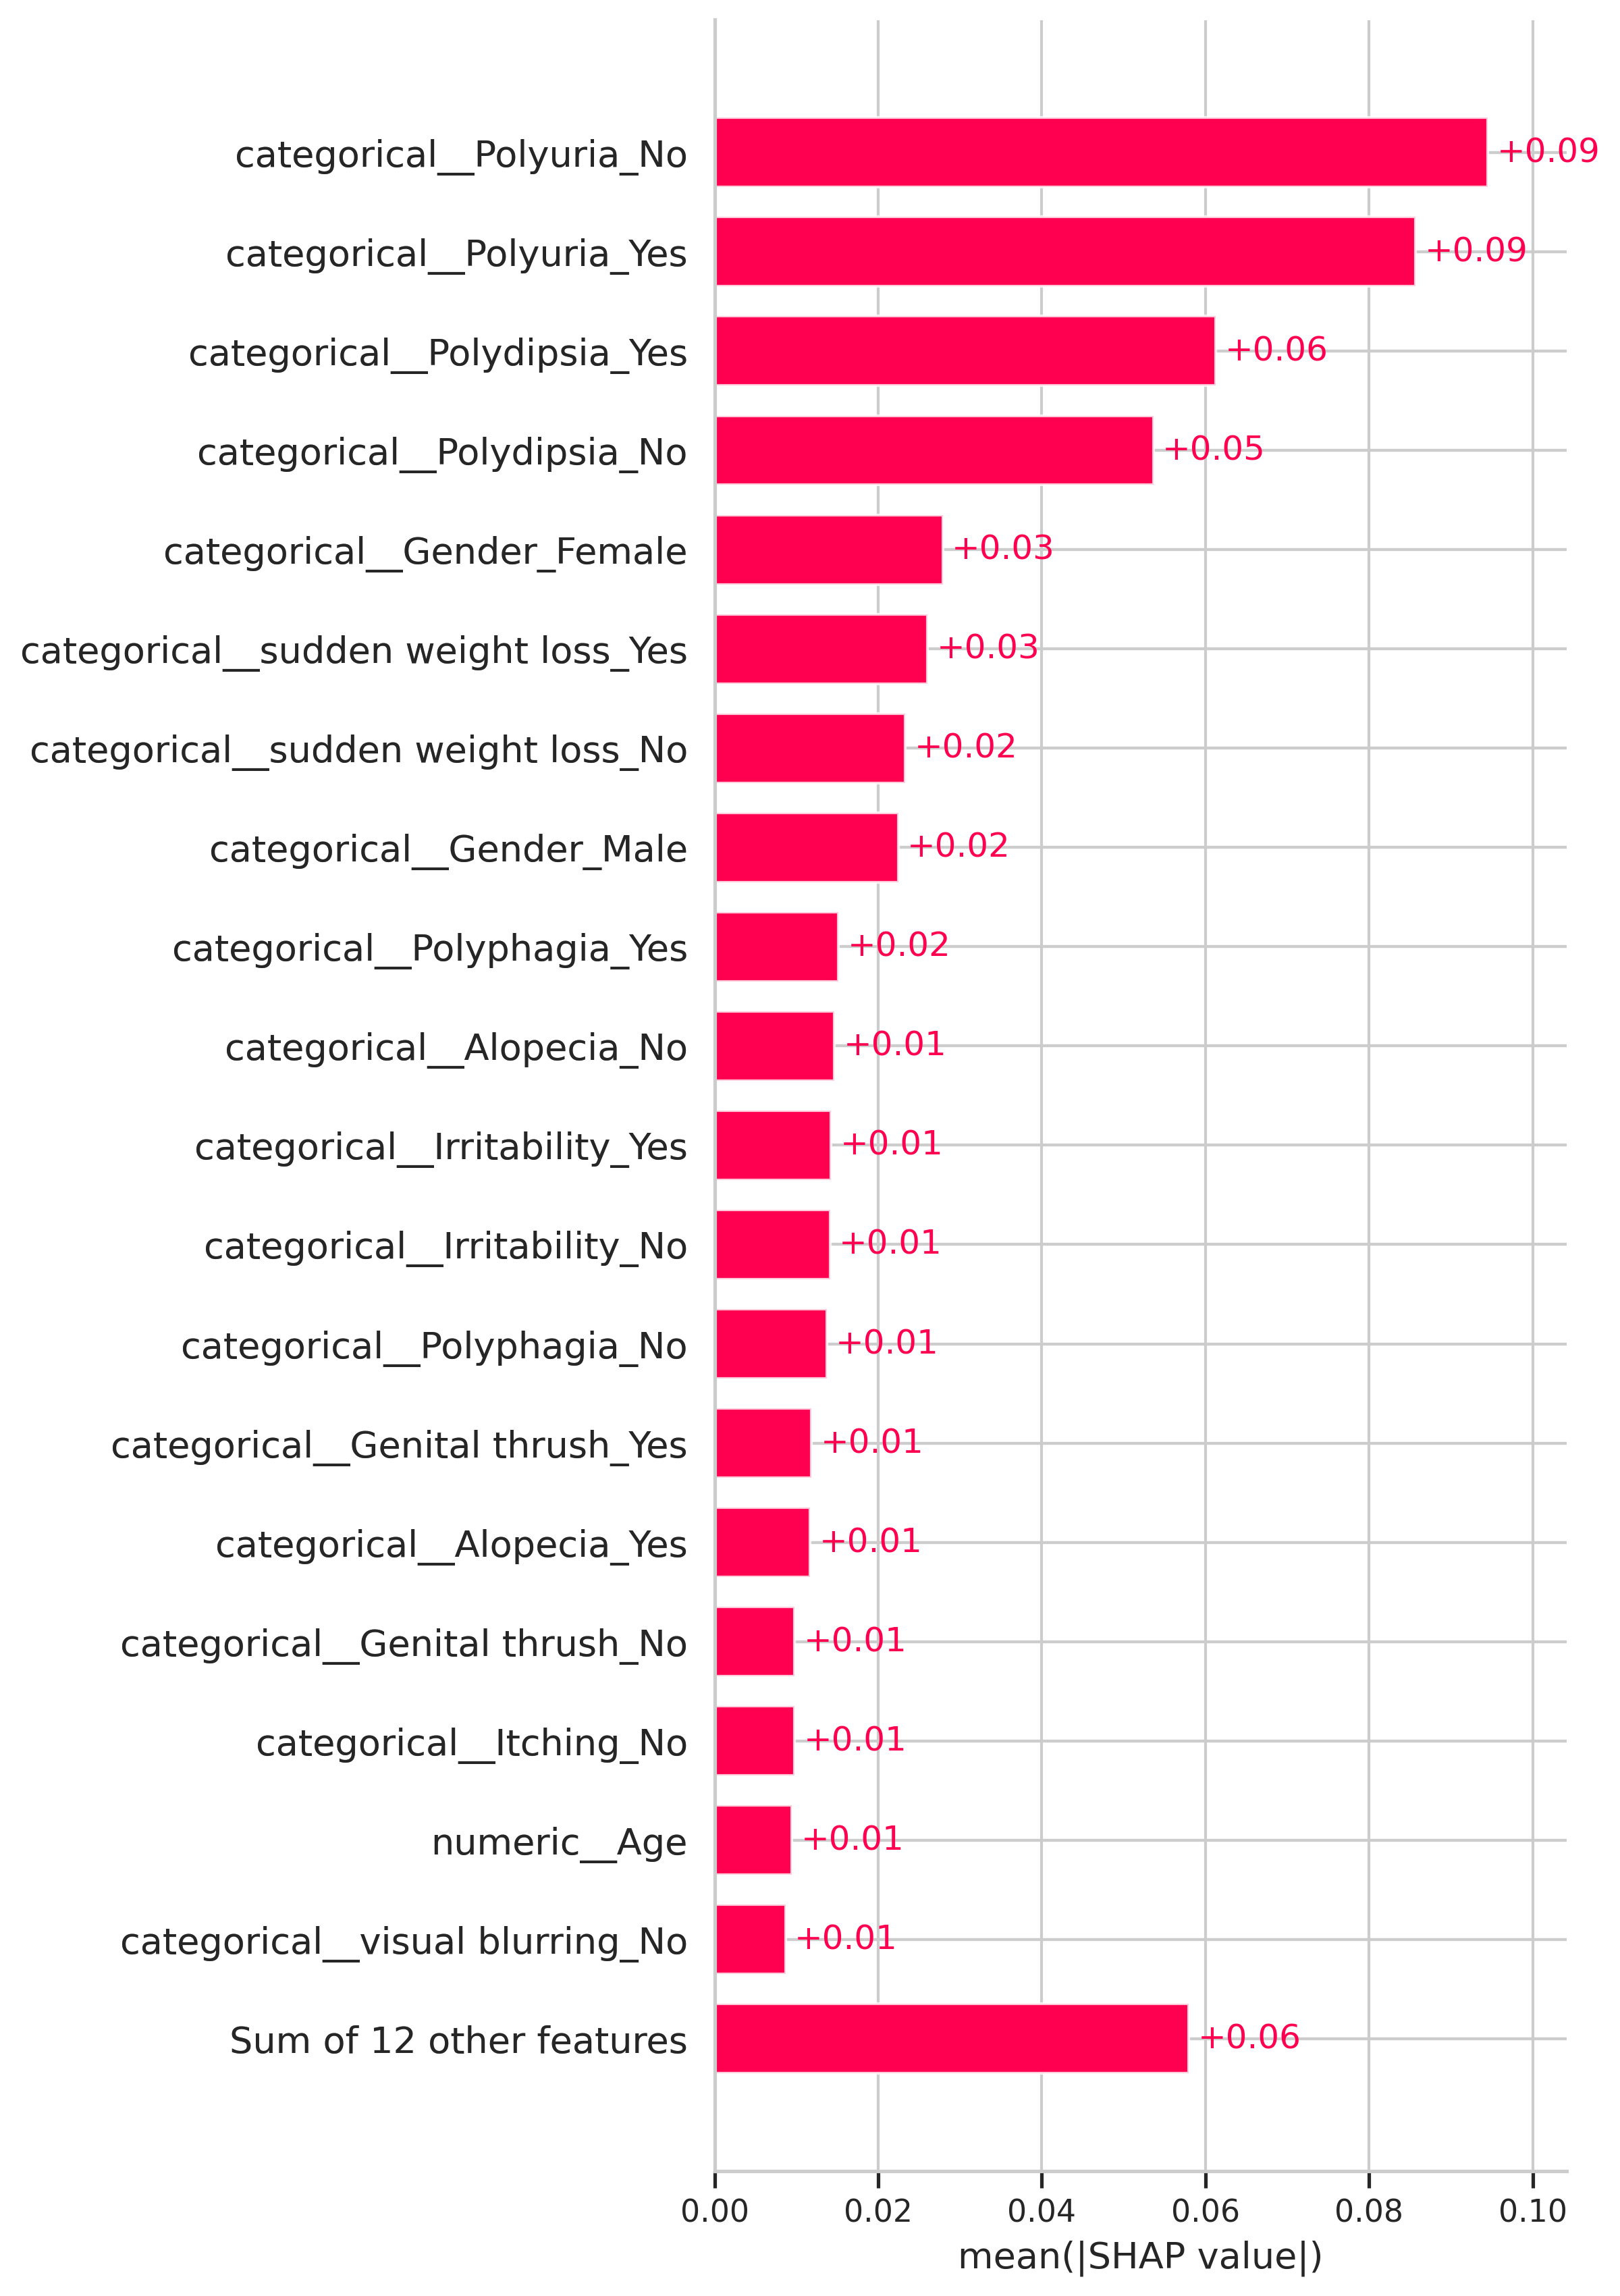 categorical__Polyuria_No +0.09
categorical__Polyuria_Yes +0.09
categorical__Polydipsia_Yes +0.06
categorical__Polydipsia_No +0.05
categorical__Gender_Female +0.03
categorical__sudden weight loss_Yes +0.03
categorical__sudden weight loss_No +0.02
categorical__Gender_Male +0.02
categorical__Polyphagia_Yes +0.02
categorical__Alopecia_No +0.01
categorical__Irritability_Yes +0.01
categorical__Irritability_No +0.01
categorical__Polyphagia_No +0.01
categorical__Genital thrush_Yes +0.01
categorical__Alopecia_Yes +0.01
categorical__Genital thrush_No +0.01
categorical__Itching_No +0.01
numeric__Age +0.01
categorical__visual blurring_No +0.01
Sum of 12 other features +0.06
0.00 0.02 0.04 0.06 0.08 0.10
mean(|SHAP value|)